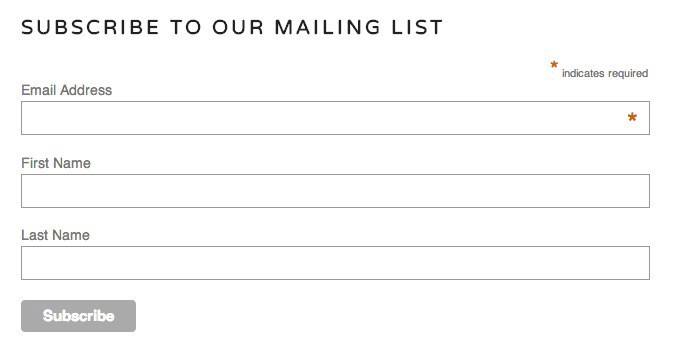 SUBSCRIBE TO OUR MAILING LIST
* indicates required
Email Address
*
First Name
Last Name
Subscribe